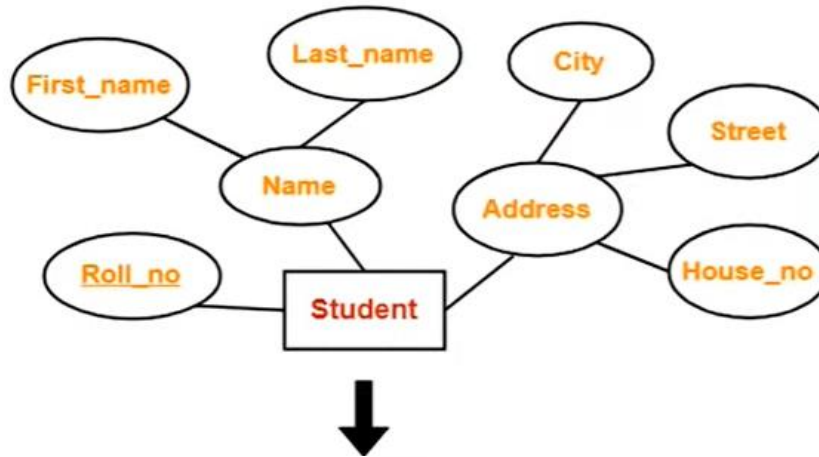 Last_name
City
First_name
Street
Name
Address
Roll_no
House_no
Student